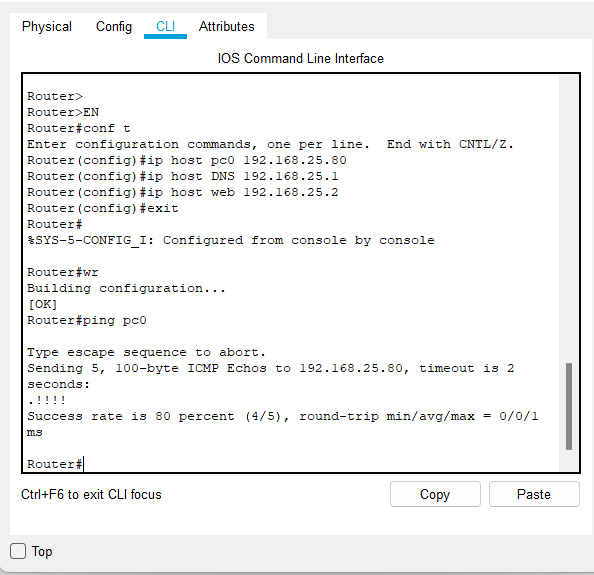 Physical Config CLI Attributes
IOS Command Line Interface
Router>
Router>EN
Router#conf t
Enter configuration commands, one per line.  End with CNTL/Z.
Router(config)#ip host pc0 192.168.25.80
Router(config)#ip host DNS 192.168.25.1
Router(config)#ip host web 192.168.25.2
Router(config)#exit
Router#
%SYS-5-CONFIG_I: Configured from console by console
Router#wr
Building configuration...
[OK]
Router#ping pc0
Type escape sequence to abort.
Sending 5, 100-byte ICMP Echos to 192.168.25.80, timeout is 2
seconds:
.!!!!
Success rate is 80 percent (4/5), round-trip min/avg/max = 0/0/1
ms
Router#
Ctrl+F6 to exit CLI focus
Copy Paste
Top